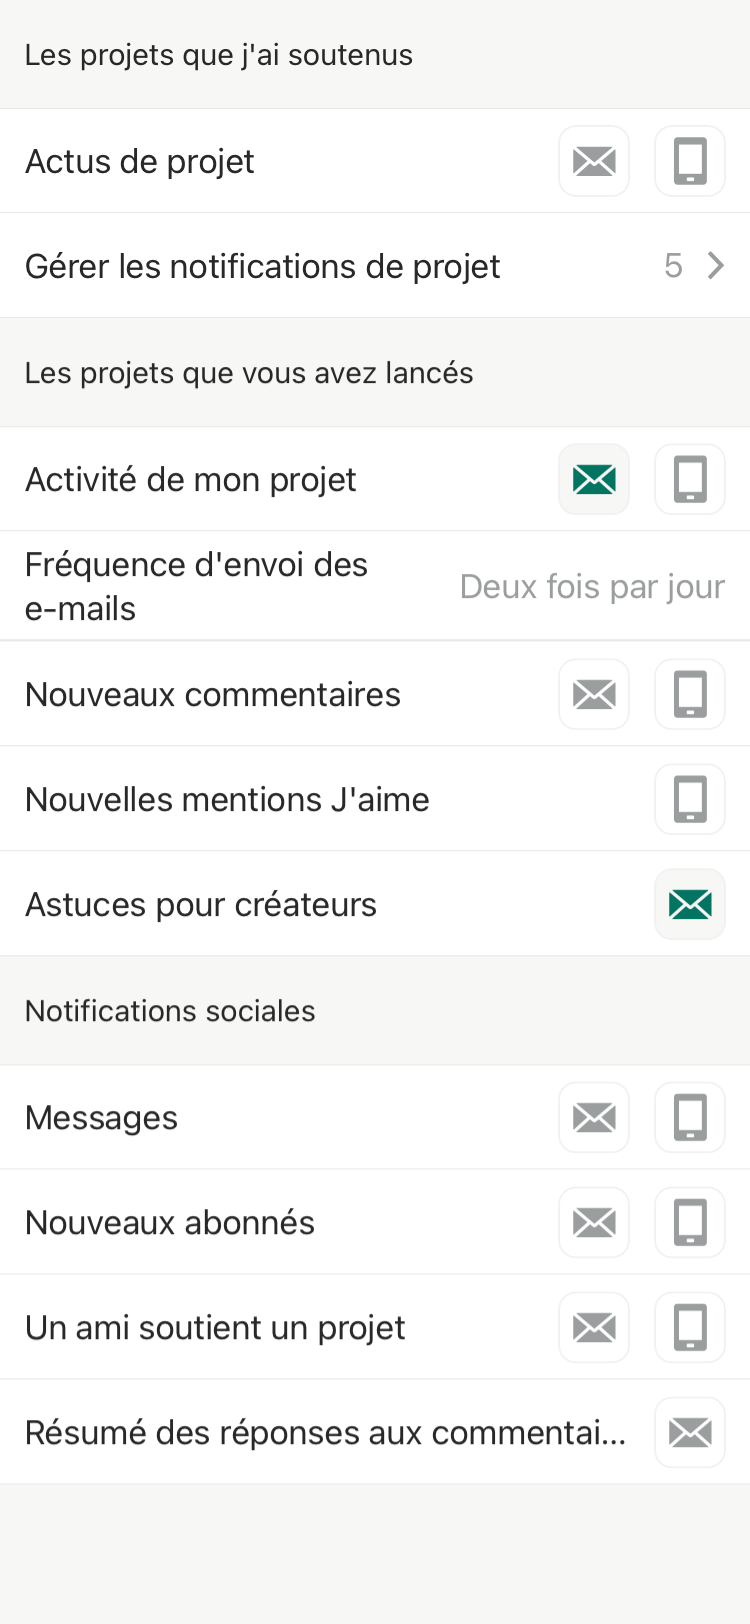 Les projets que j'ai soutenus
Actus de projet
Gérer les notifications de projet 5
Les projets que vous avez lancés
Activité de mon projet
Fréquence d'envoi des
e-mails
Deux fois par jour
Nouveaux commentaires
Nouvelles mentions J'aime
Astuces pour créateurs
Notifications sociales
Messages
Nouveaux abonnés
Un ami soutient un projet
Résumé des réponses aux commentai...